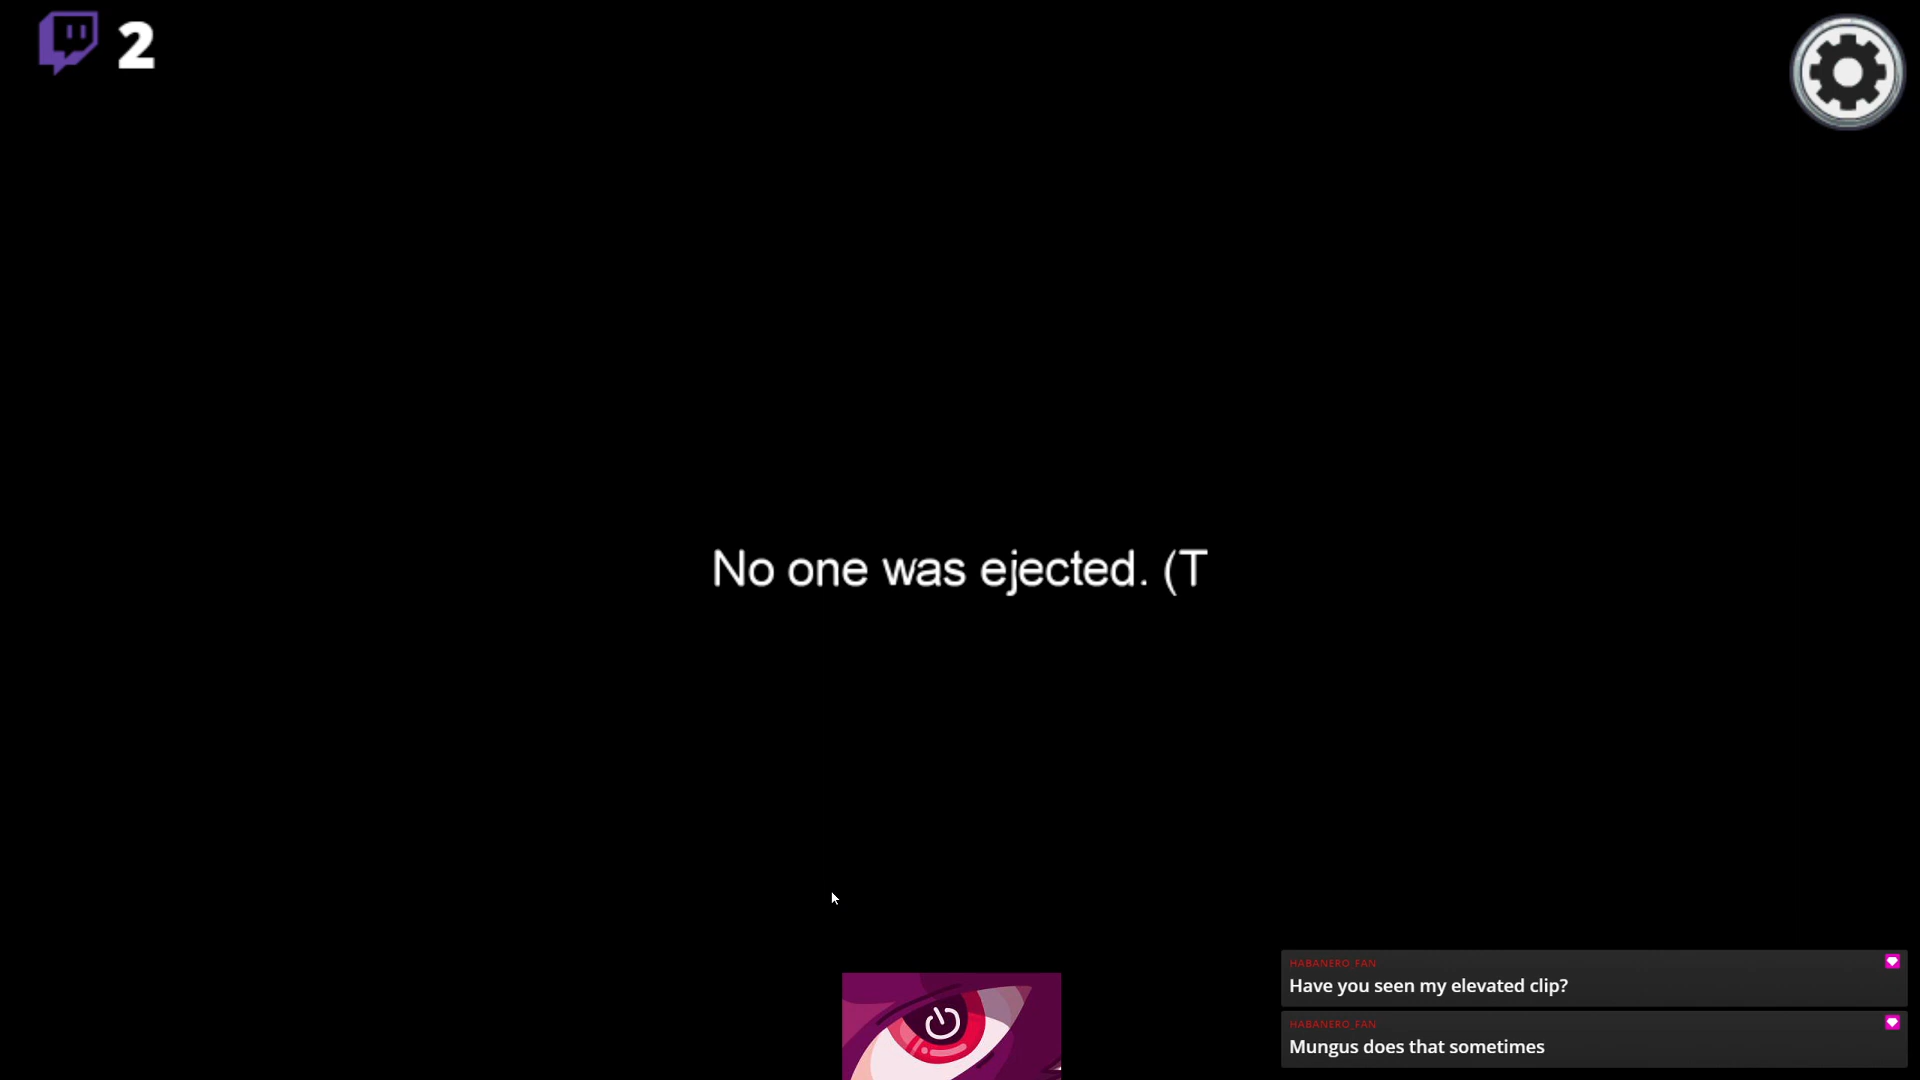 2
No one was ejected. (T
HABANERO_FAN
Have you seen my elevated clip?
HABANERO_FAN
Mungus does that sometimes